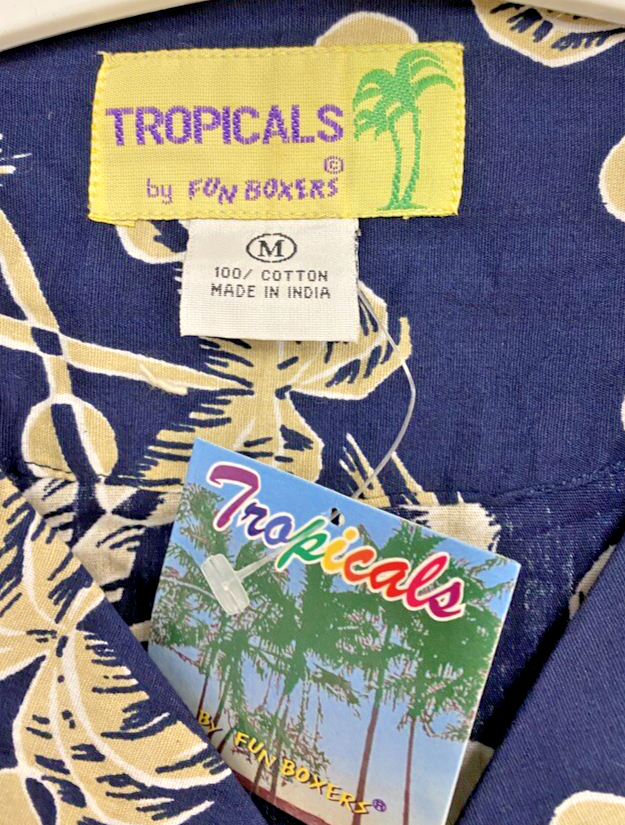 TROPICALS
©
by FUN BOXERS
M
100/ COTTON
MADE IN INDIA
Tropicals
BY FUN BOXERS®